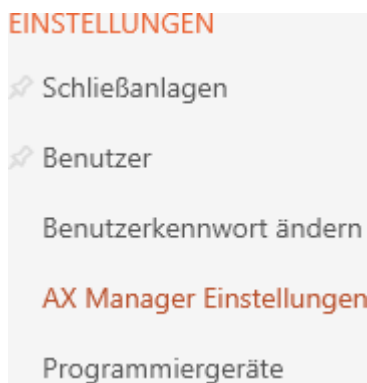 EINSTELLUNGEN
Schließanlagen
Benutzer
Benutzerkennwort ändern
AX Manager Einstellungen
Programmiergeräte